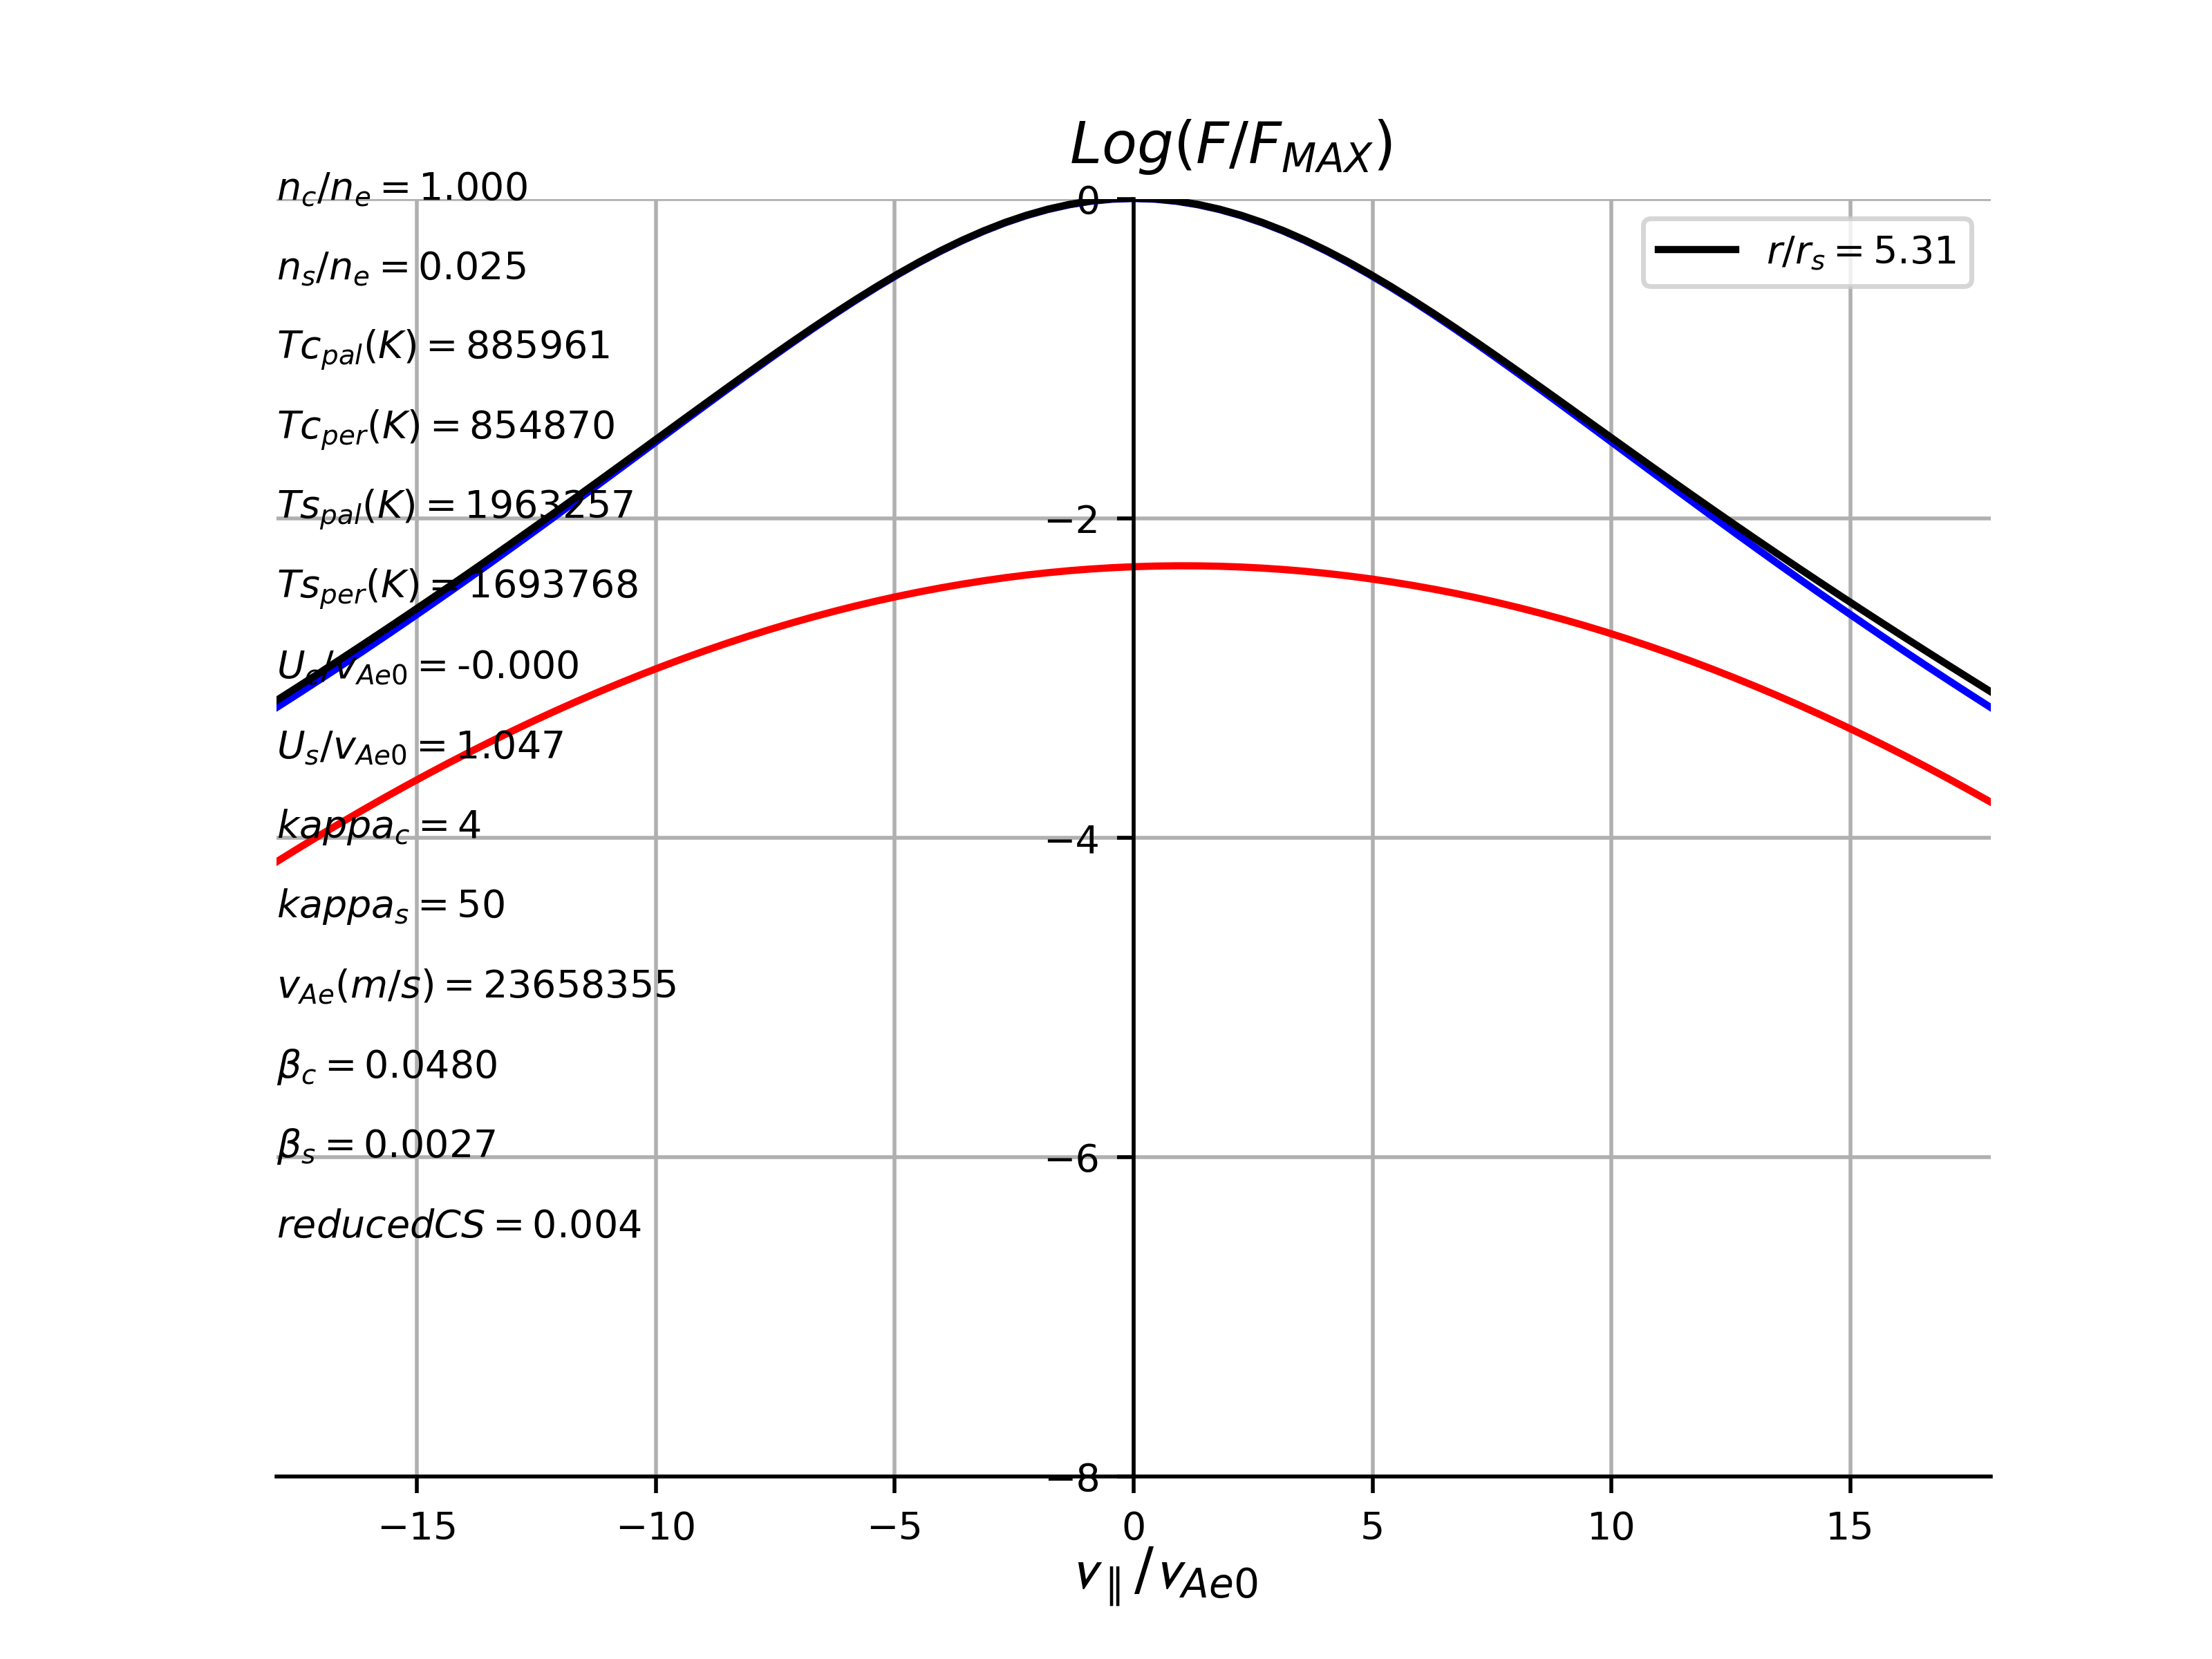 Log(F/F_MAX)
n_c/n_e = 1.000
r/r_s = 5.31
n_s/n_e = 0.025
Tc_pal(K) = 885961
Tc_per(K) = 854870
Ts_pal(K) = 1963257
Ts_per(K) = 1693768
U_c/v_Ae0 = -0.000
U_s/v_Ae0 = 1.047
kappa_c = 4
kappa_s = 50
v_Ae(m/s) = 23658355
β_c = 0.0480
β_s = 0.0027
reducedCS = 0.004
0
−2
−4
−6
−8
−15 −10 −5 0 5 10 15
v_∥/v_Ae0